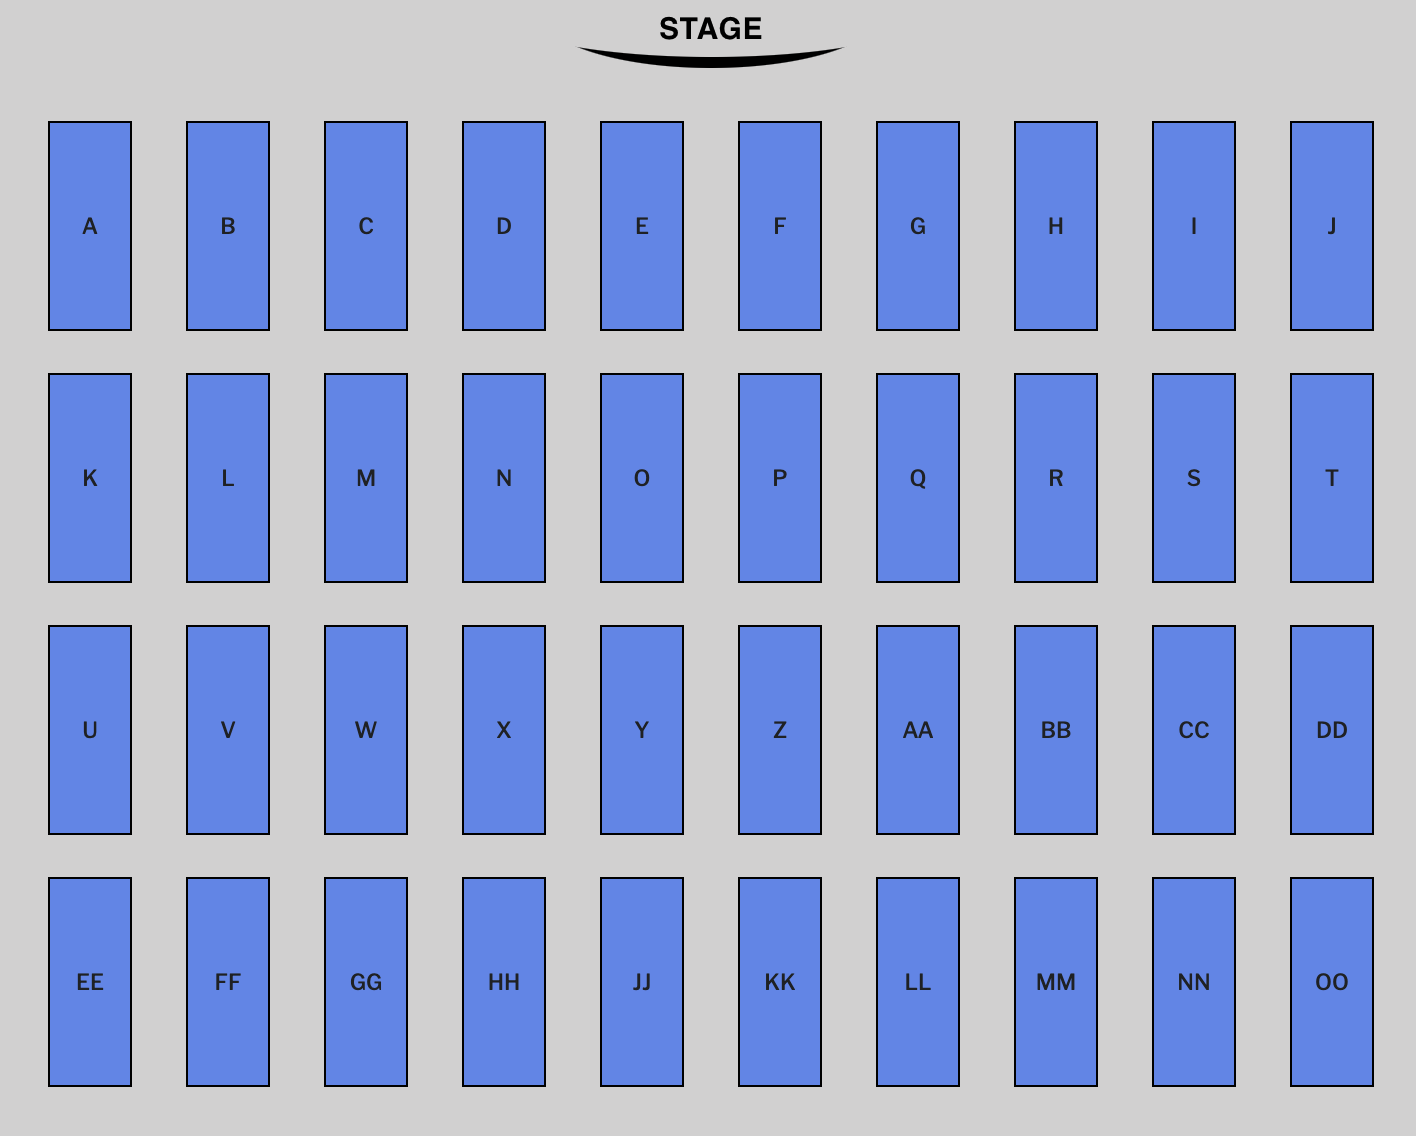 STAGE
A B C D E F G H I J
K L M N O P Q R S T
U V W X Y Z AA BB CC DD
EE FF GG HH JJ KK LL MM NN OO